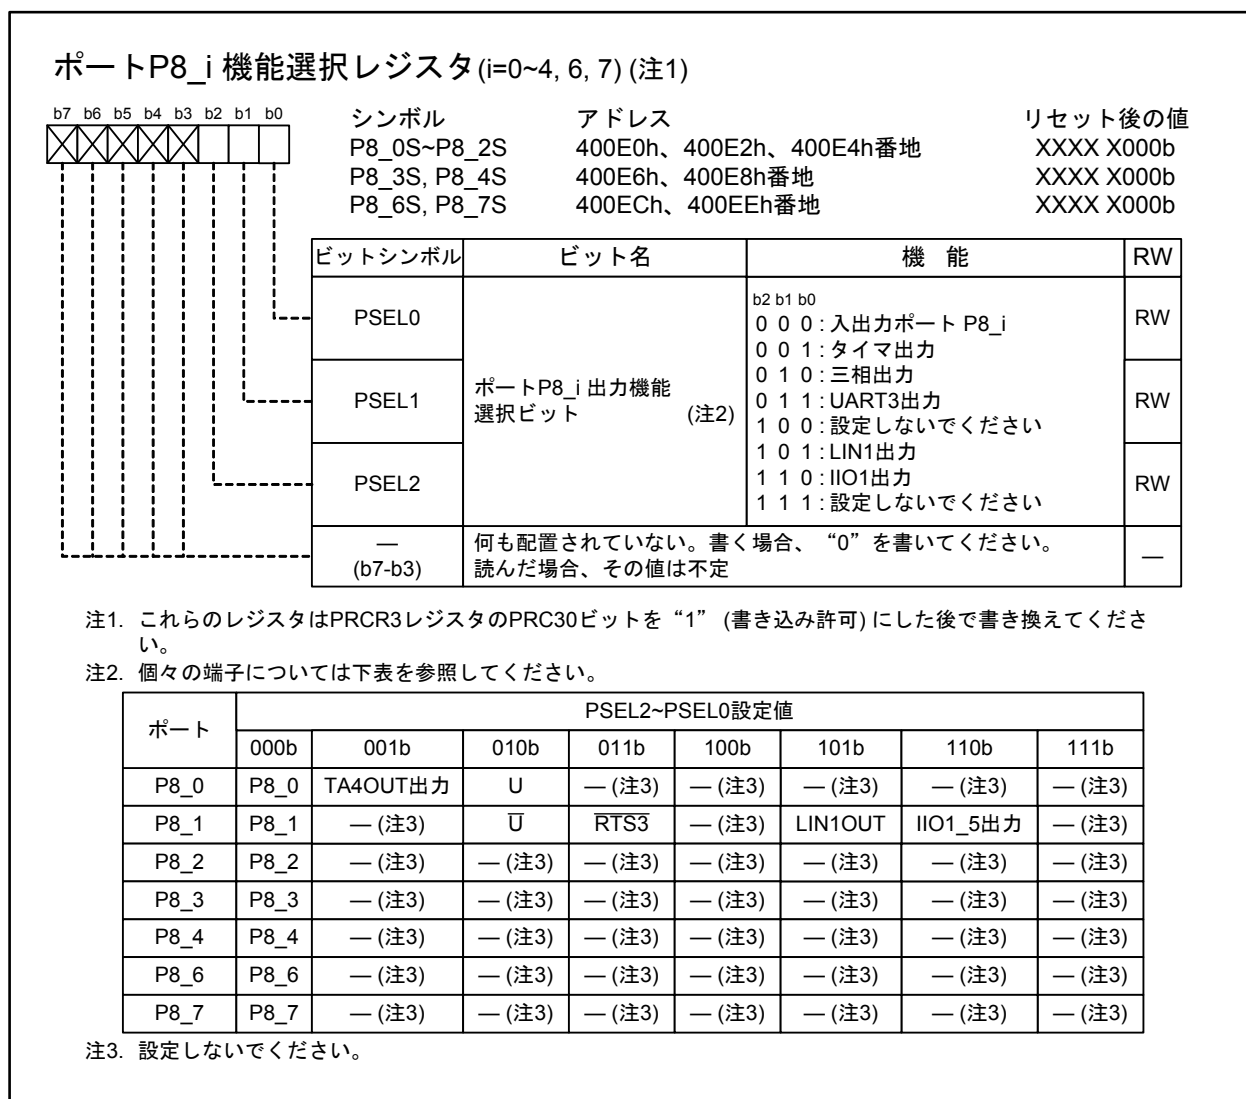 ポートP8_i 機能選択レジスタ(i=0~4, 6, 7) (注1)
b7 b6 b5 b4 b3 b2 b1 b0
シンボル アドレス リセット後の値
P8_0S~P8_2S 400E0h、400E2h、400E4h番地 XXXX X000b
P8_3S, P8_4S 400E6h、400E8h番地 XXXX X000b
P8_6S, P8_7S 400ECh、400EEh番地 XXXX X000b
ビットシンボル ビット名 機 能 RW
PSEL0 RW
PSEL1 RW
PSEL2 RW
ポートP8_i 出力機能
選択ビット (注2)
b2 b1 b0
0 0 0 : 入出力ポート P8_i
0 0 1 : タイマ出力
0 1 0 : 三相出力
0 1 1 : UART3出力
1 0 0 : 設定しないでください
1 0 1 : LIN1出力
1 1 0 : IIO1出力
1 1 1 : 設定しないでください
— 何も配置されていない。書く場合、“0”を書いてください。 —
(b7-b3) 読んだ場合、その値は不定
注1. これらのレジスタはPRCR3レジスタのPRC30ビットを“1” (書き込み許可) にした後で書き換えてくださ
い。
注2. 個々の端子については下表を参照してください。
ポート PSEL2~PSEL0設定値
000b 001b 010b 011b 100b 101b 110b 111b
P8_0 P8_0 TA4OUT出力 U — (注3) — (注3) — (注3) — (注3) — (注3)
P8_1 P8_1 — (注3) U̅ R̅T̅S̅3̅ — (注3) LIN1OUT IIO1_5出力 — (注3)
P8_2 P8_2 — (注3) — (注3) — (注3) — (注3) — (注3) — (注3) — (注3)
P8_3 P8_3 — (注3) — (注3) — (注3) — (注3) — (注3) — (注3) — (注3)
P8_4 P8_4 — (注3) — (注3) — (注3) — (注3) — (注3) — (注3) — (注3)
P8_6 P8_6 — (注3) — (注3) — (注3) — (注3) — (注3) — (注3) — (注3)
P8_7 P8_7 — (注3) — (注3) — (注3) — (注3) — (注3) — (注3) — (注3)
注3. 設定しないでください。